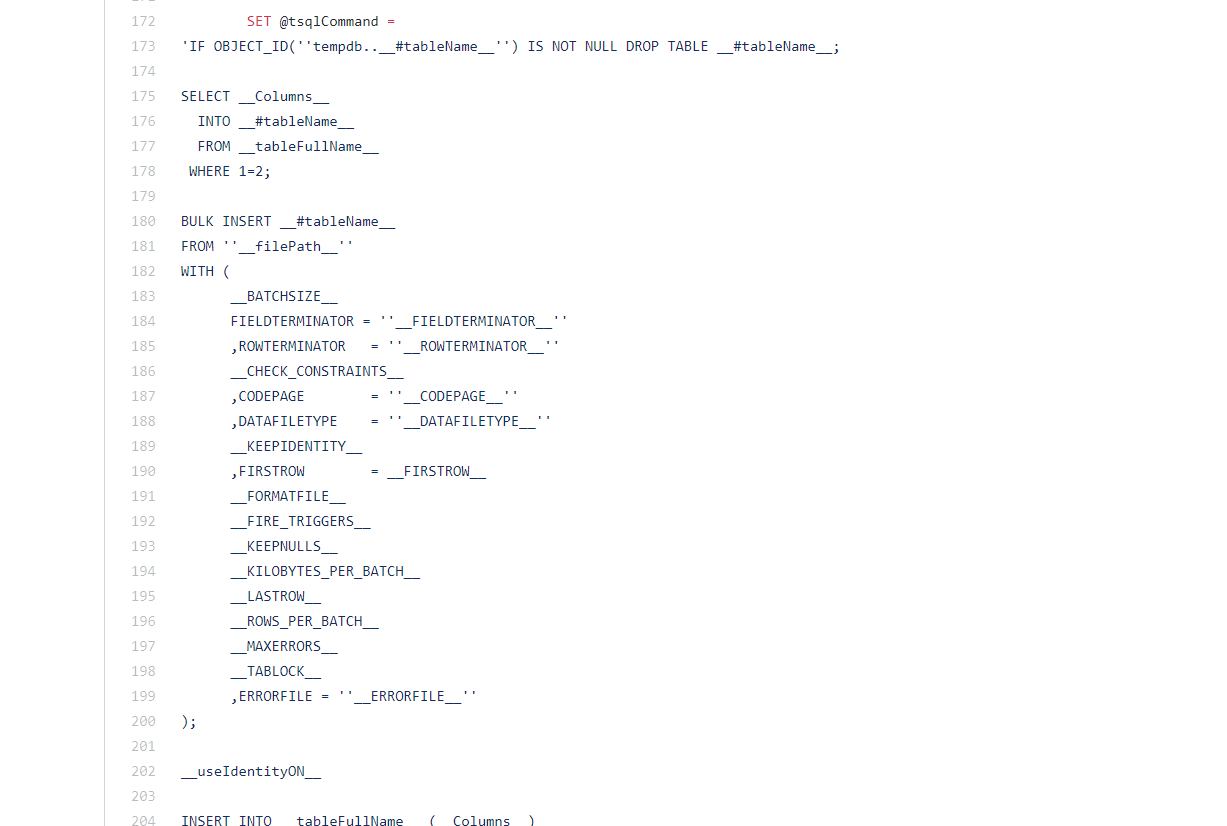 172 SET @tsqlCommand =
173 'IF OBJECT_ID(''tempdb..__#tableName__'') IS NOT NULL DROP TABLE __#tableName__;
174
175 SELECT __Columns__
176 INTO __#tableName__
177 FROM __tableFullName__
178 WHERE 1=2;
179
180 BULK INSERT __#tableName__
181 FROM ''__filePath__''
182 WITH (
183 __BATCHSIZE__
184 FIELDTERMINATOR = ''__FIELDTERMINATOR__''
185 ,ROWTERMINATOR = ''__ROWTERMINATOR__''
186 __CHECK_CONSTRAINTS__
187 ,CODEPAGE = ''__CODEPAGE__''
188 ,DATAFILETYPE = ''__DATAFILETYPE__''
189 __KEEPIDENTITY__
190 ,FIRSTROW = __FIRSTROW__
191 __FORMATFILE__
192 __FIRE_TRIGGERS__
193 __KEEPNULLS__
194 __KILOBYTES_PER_BATCH__
195 __LASTROW__
196 __ROWS_PER_BATCH__
197 __MAXERRORS__
198 __TABLOCK__
199 ,ERRORFILE = ''__ERRORFILE__''
200 );
201
202 __useIdentityON__
203
204 INSERT INTO tableFullName ( Columns )